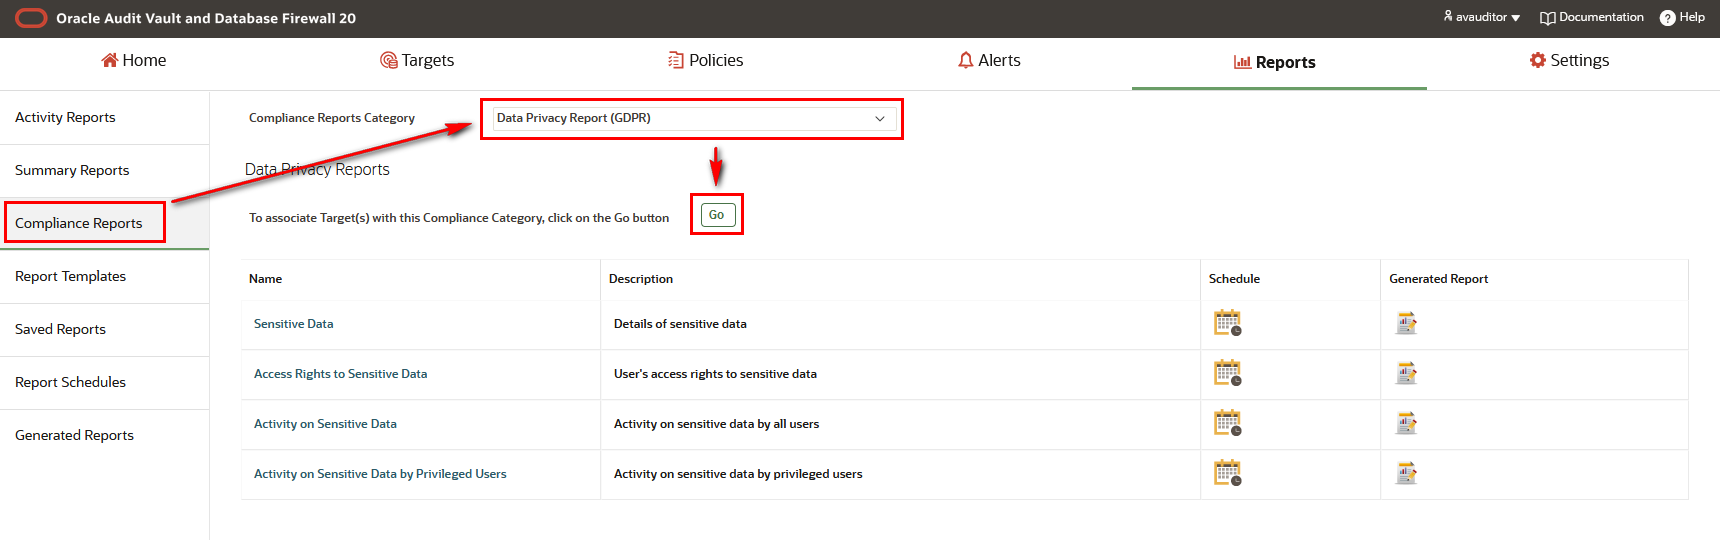 Oracle Audit Vault and Database Firewall 20
avauditor Documentation ? Help
Home Targets Policies Alerts Reports Settings
Activity Reports
Summary Reports
Compliance Reports
Report Templates
Saved Reports
Report Schedules
Generated Reports
Compliance Reports Category Data Privacy Report (GDPR)
Data Privacy Reports
To associate Target(s) with this Compliance Category, click on the Go button Go
Name Description Schedule Generated Report
Sensitive Data Details of sensitive data
Access Rights to Sensitive Data User's access rights to sensitive data
Activity on Sensitive Data Activity on sensitive data by all users
Activity on Sensitive Data by Privileged Users Activity on sensitive data by privileged users